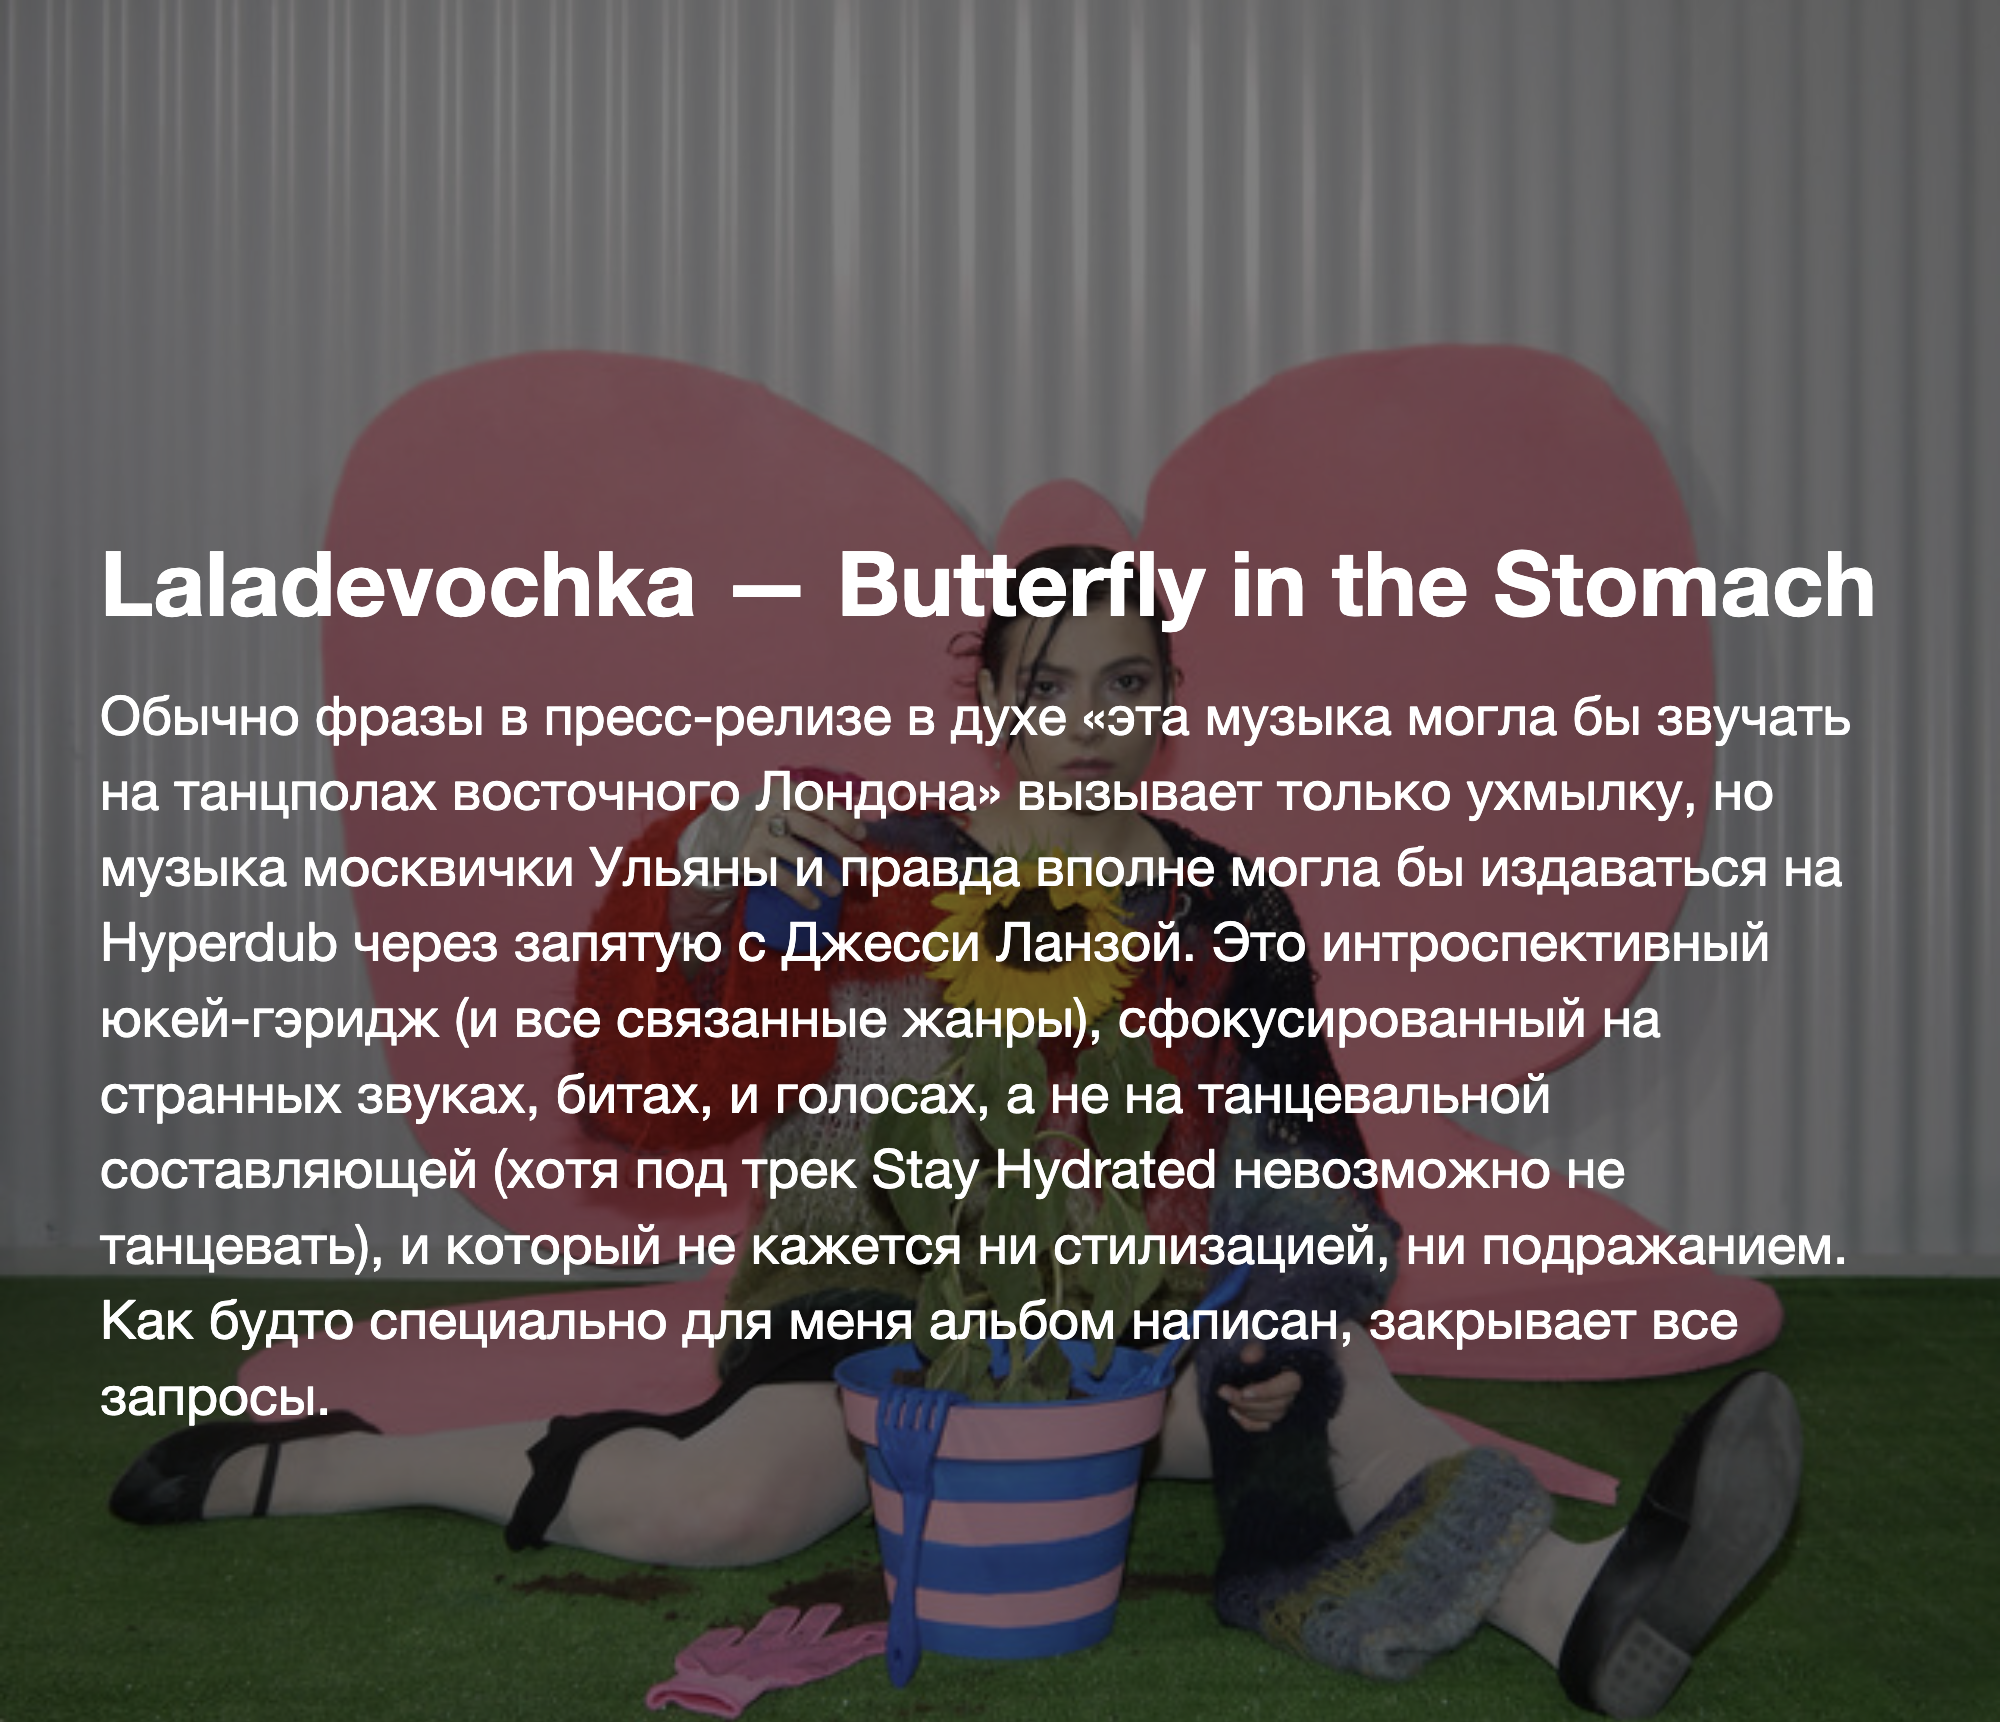 Laladevochka — Butterfly in the Stomach
Обычно фразы в пресс-релизе в духе «эта музыка могла бы звучать
на танцполах восточного Лондона» вызывает только ухмылку, но
музыка москвички Ульяны и правда вполне могла бы издаваться на
Hyperdub через запятую с Джесси Ланзой. Это интроспективный
юкей-гэридж (и все связанные жанры), сфокусированный на
странных звуках, битах, и голосах, а не на танцевальной
составляющей (хотя под трек Stay Hydrated невозможно не
танцевать), и который не кажется ни стилизацией, ни подражанием.
Как будто специально для меня альбом написан, закрывает все
запросы.